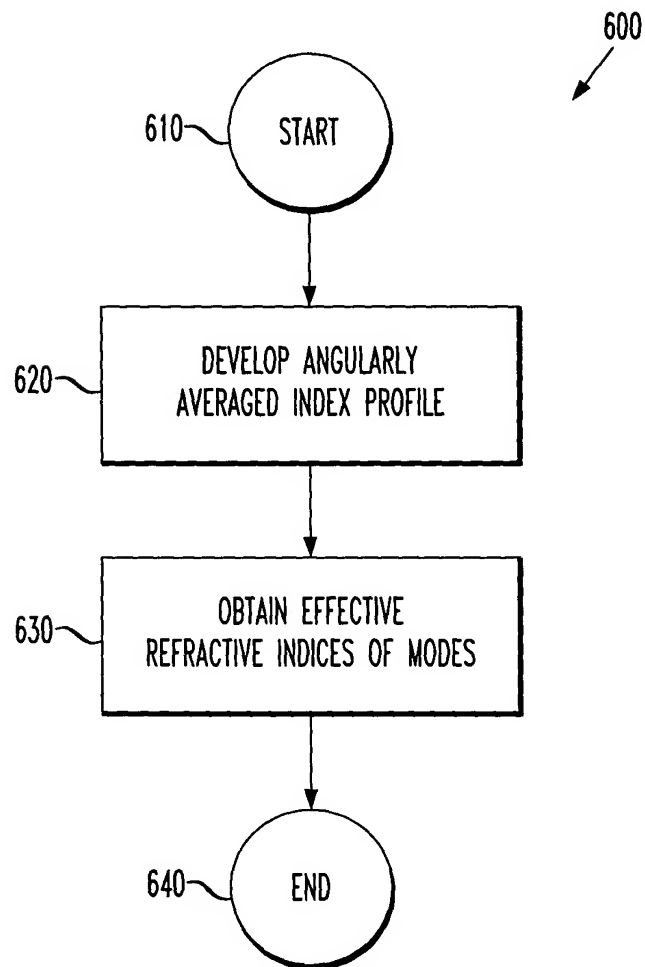 600
610
START
620
DEVELOP ANGULARLY
AVERAGED INDEX PROFILE
630
OBTAIN EFFECTIVE
REFRACTIVE INDICES OF MODES
640
END